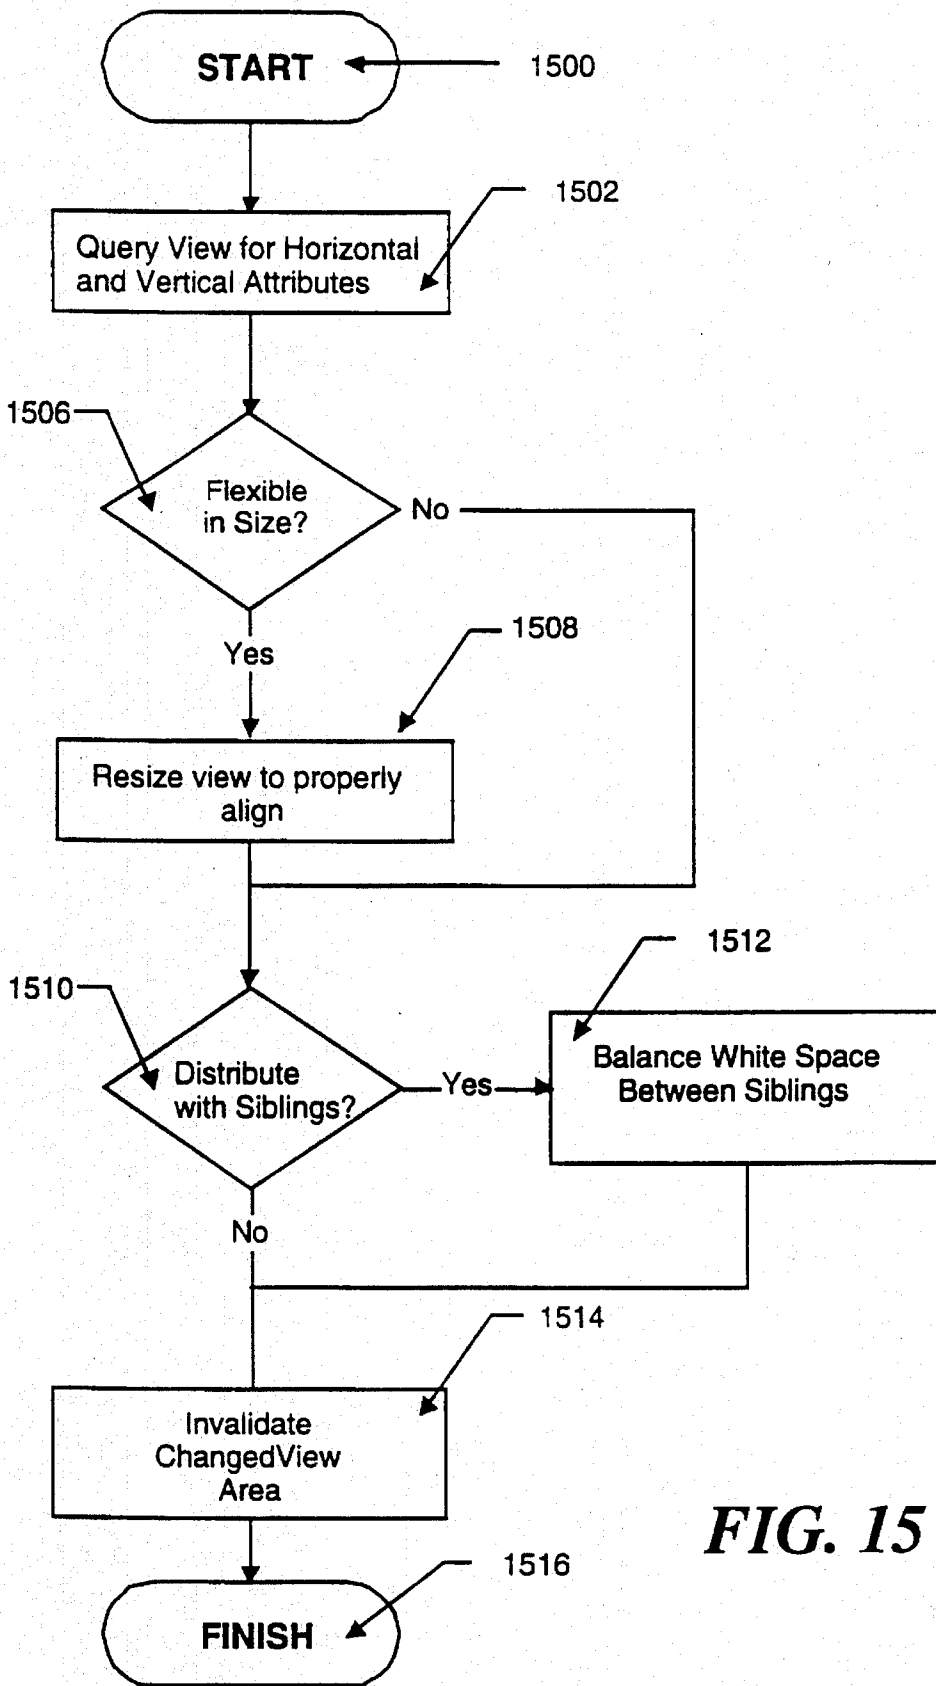 START
1500
1502
Query View for Horizontal
and Vertical Attributes
1506
Flexible
in Size?
No
Yes
1508
Resize view to properly
align
1510
1512
Distribute
with Siblings?
Yes
Balance White Space
Between Siblings
No
1514
Invalidate
ChangedView
Area
FIG. 15
1516
FINISH